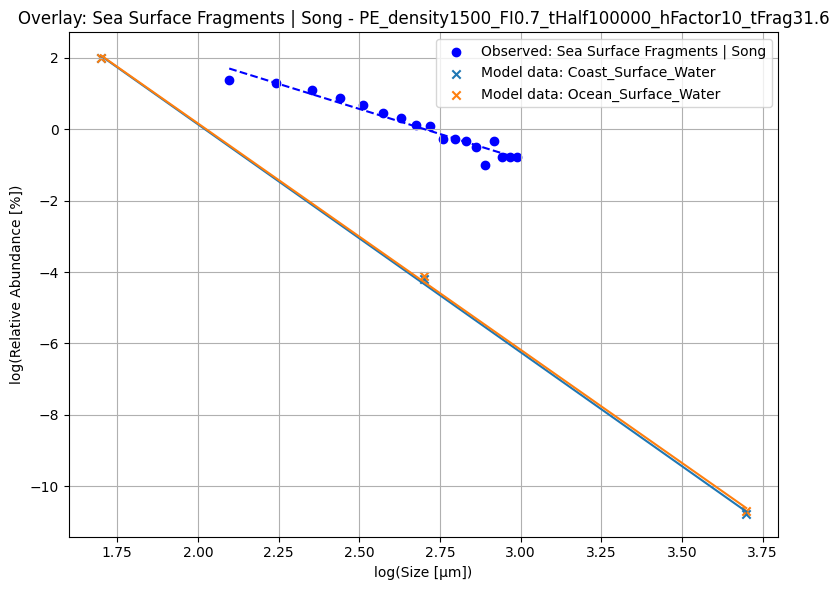 Overlay: Sea Surface Fragments | Song - PE_density1500_FI0.7_tHalf100000_hFactor10_tFrag31.6
Observed: Sea Surface Fragments | Song
Model data: Coast_Surface_Water
Model data: Ocean_Surface_Water
log(Relative Abundance [%])
2
0
−2
−4
−6
−8
−10
1.75
2.00
2.25
2.50
2.75
3.00
3.25
3.50
3.75
log(Size [µm])